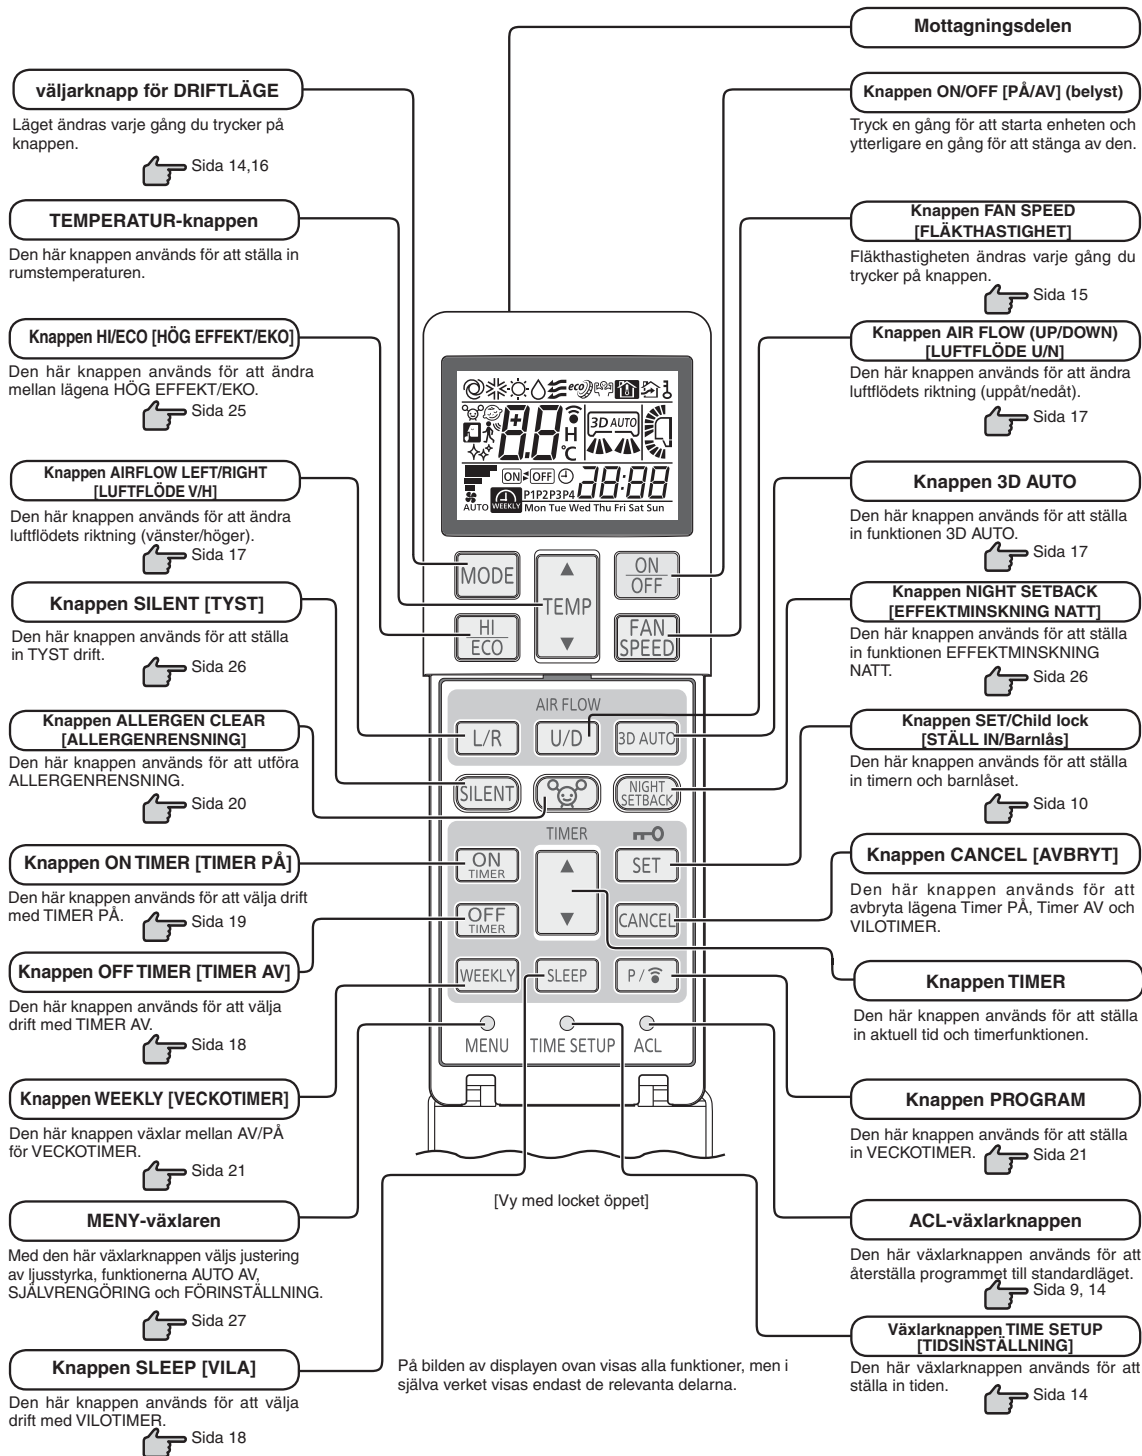 Mottagningsdelen
väljarknapp för DRIFTLÄGE
Läget ändras varje gång du trycker på
knappen.
Sida 14,16
TEMPERATUR-knappen
Den här knappen används för att ställa in
rumstemperaturen.
Knappen HI/ECO [HÖG EFFEKT/EKO]
Den här knappen används för att ändra
mellan lägena HÖG EFFEKT/EKO.
Sida 25
Knappen AIRFLOW LEFT/RIGHT
[LUFTFLÖDE V/H]
Den här knappen används för att ändra
luftflödets riktning (vänster/höger).
Sida 17
Knappen SILENT [TYST]
Den här knappen används för att ställa
in TYST drift.
Sida 26
Knappen ALLERGEN CLEAR
[ALLERGENRENSNING]
Den här knappen används för att utföra
ALLERGENRENSNING.
Sida 20
Knappen ON TIMER [TIMER PÅ]
Den här knappen används för att välja drift
med TIMER PÅ.
Sida 19
Knappen OFF TIMER [TIMER AV]
Den här knappen används för att välja
drift med TIMER AV.
Sida 18
Knappen WEEKLY [VECKOTIMER]
Den här knappen växlar mellan AV/PÅ
för VECKOTIMER.
Sida 21
MENY-växlaren
Med den här växlarknappen väljs justering
av ljusstyrka, funktionerna AUTO AV,
SJÄLVRENGÖRING och FÖRINSTÄLLNING.
Sida 27
Knappen SLEEP [VILA]
Den här knappen används för att välja
drift med VILOTIMER.
Sida 18
eco
3D AUTO
8.8
H
°C
ON OFF
P1P2P3P4
28:88
AUTO WEEKLY Mon Tue Wed Thu Fri Sat Sun
MODE
TEMP
ON
OFF
HI
ECO
FAN
SPEED
AIR FLOW
L/R
U/D
3D AUTO
SILENT
NIGHT
SETBACK
TIMER
ON
TIMER
SET
OFF
TIMER
CANCEL
WEEKLY
SLEEP
P/
MENU
TIME SETUP
ACL
[Vy med locket öppet]
På bilden av displayen ovan visas alla funktioner, men i
själva verket visas endast de relevanta delarna.
Knappen ON/OFF [PÅ/AV] (belyst)
Tryck en gång för att starta enheten och
ytterligare en gång för att stänga av den.
Knappen FAN SPEED
[FLÄKTHASTIGHET]
Fläkthastigheten ändras varje gång du
trycker på knappen.
Sida 15
Knappen AIR FLOW (UP/DOWN)
[LUFTFLÖDE U/N]
Den här knappen används för att ändra
luftflödets riktning (uppåt/nedåt).
Sida 17
Knappen 3D AUTO
Den här knappen används för att ställa
in funktionen 3D AUTO.
Sida 17
Knappen NIGHT SETBACK
[EFFEKTMINSKNING NATT]
Den här knappen används för att ställa
in funktionen EFFEKTMINSKNING
NATT.
Sida 26
Knappen SET/Child lock
[STÄLL IN/Barnlås]
Den här knappen används för att ställa
in timern och barnlåset.
Sida 10
Knappen CANCEL [AVBRYT]
Den här knappen används för att
avbryta lägena Timer PÅ, Timer AV och
VILOTIMER.
Knappen TIMER
Den här knappen används för att ställa
in aktuell tid och timerfunktionen.
Knappen PROGRAM
Den här knappen används för att ställa
in VECKOTIMER.
Sida 21
ACL-växlarknappen
Den här växlarknappen används för att
återställa programmet till standardläget.
Sida 9, 14
Växlarknappen TIME SETUP
[TIDSINSTÄLLNING]
Den här växlarknappen används för att
ställa in tiden.
Sida 14